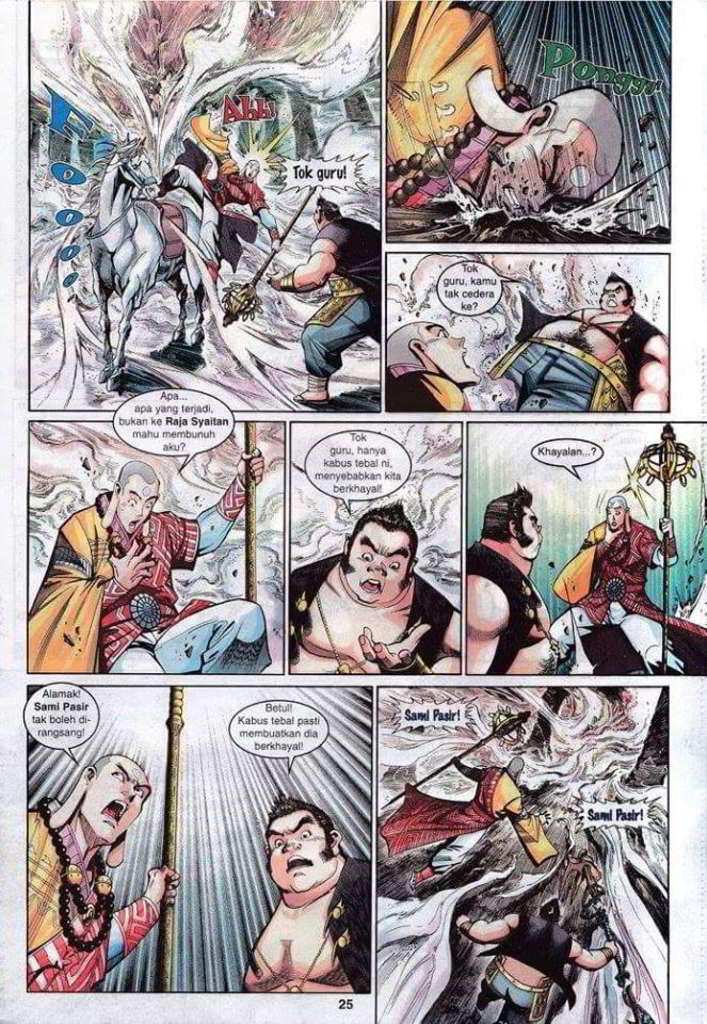 Foooooo
AHH!
Tok guru!
Ponggg!
Tok
guru, kamu
tak cedera
ke?
Apa...
apa yang terjadi,
bukan ke Raja Syaitan
mahu membunuh
aku?
Tok
guru, hanya
kabus tebal ni,
menyebabkan kita
berkhayal!
Khayalan...?
Alamak!
Sami Pasir
tak boleh di-
rangsang!
Betul!
Kabus tebal pasti
membuatkan dia
berkhayal!
Sami Pasir!
Sami Pasir!
25